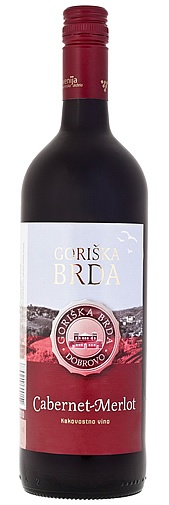 GORIŠKA
BRDA
GORIŠKA BRDA
DOBROVO
Cabernet-Merlot
Kakovostno vino